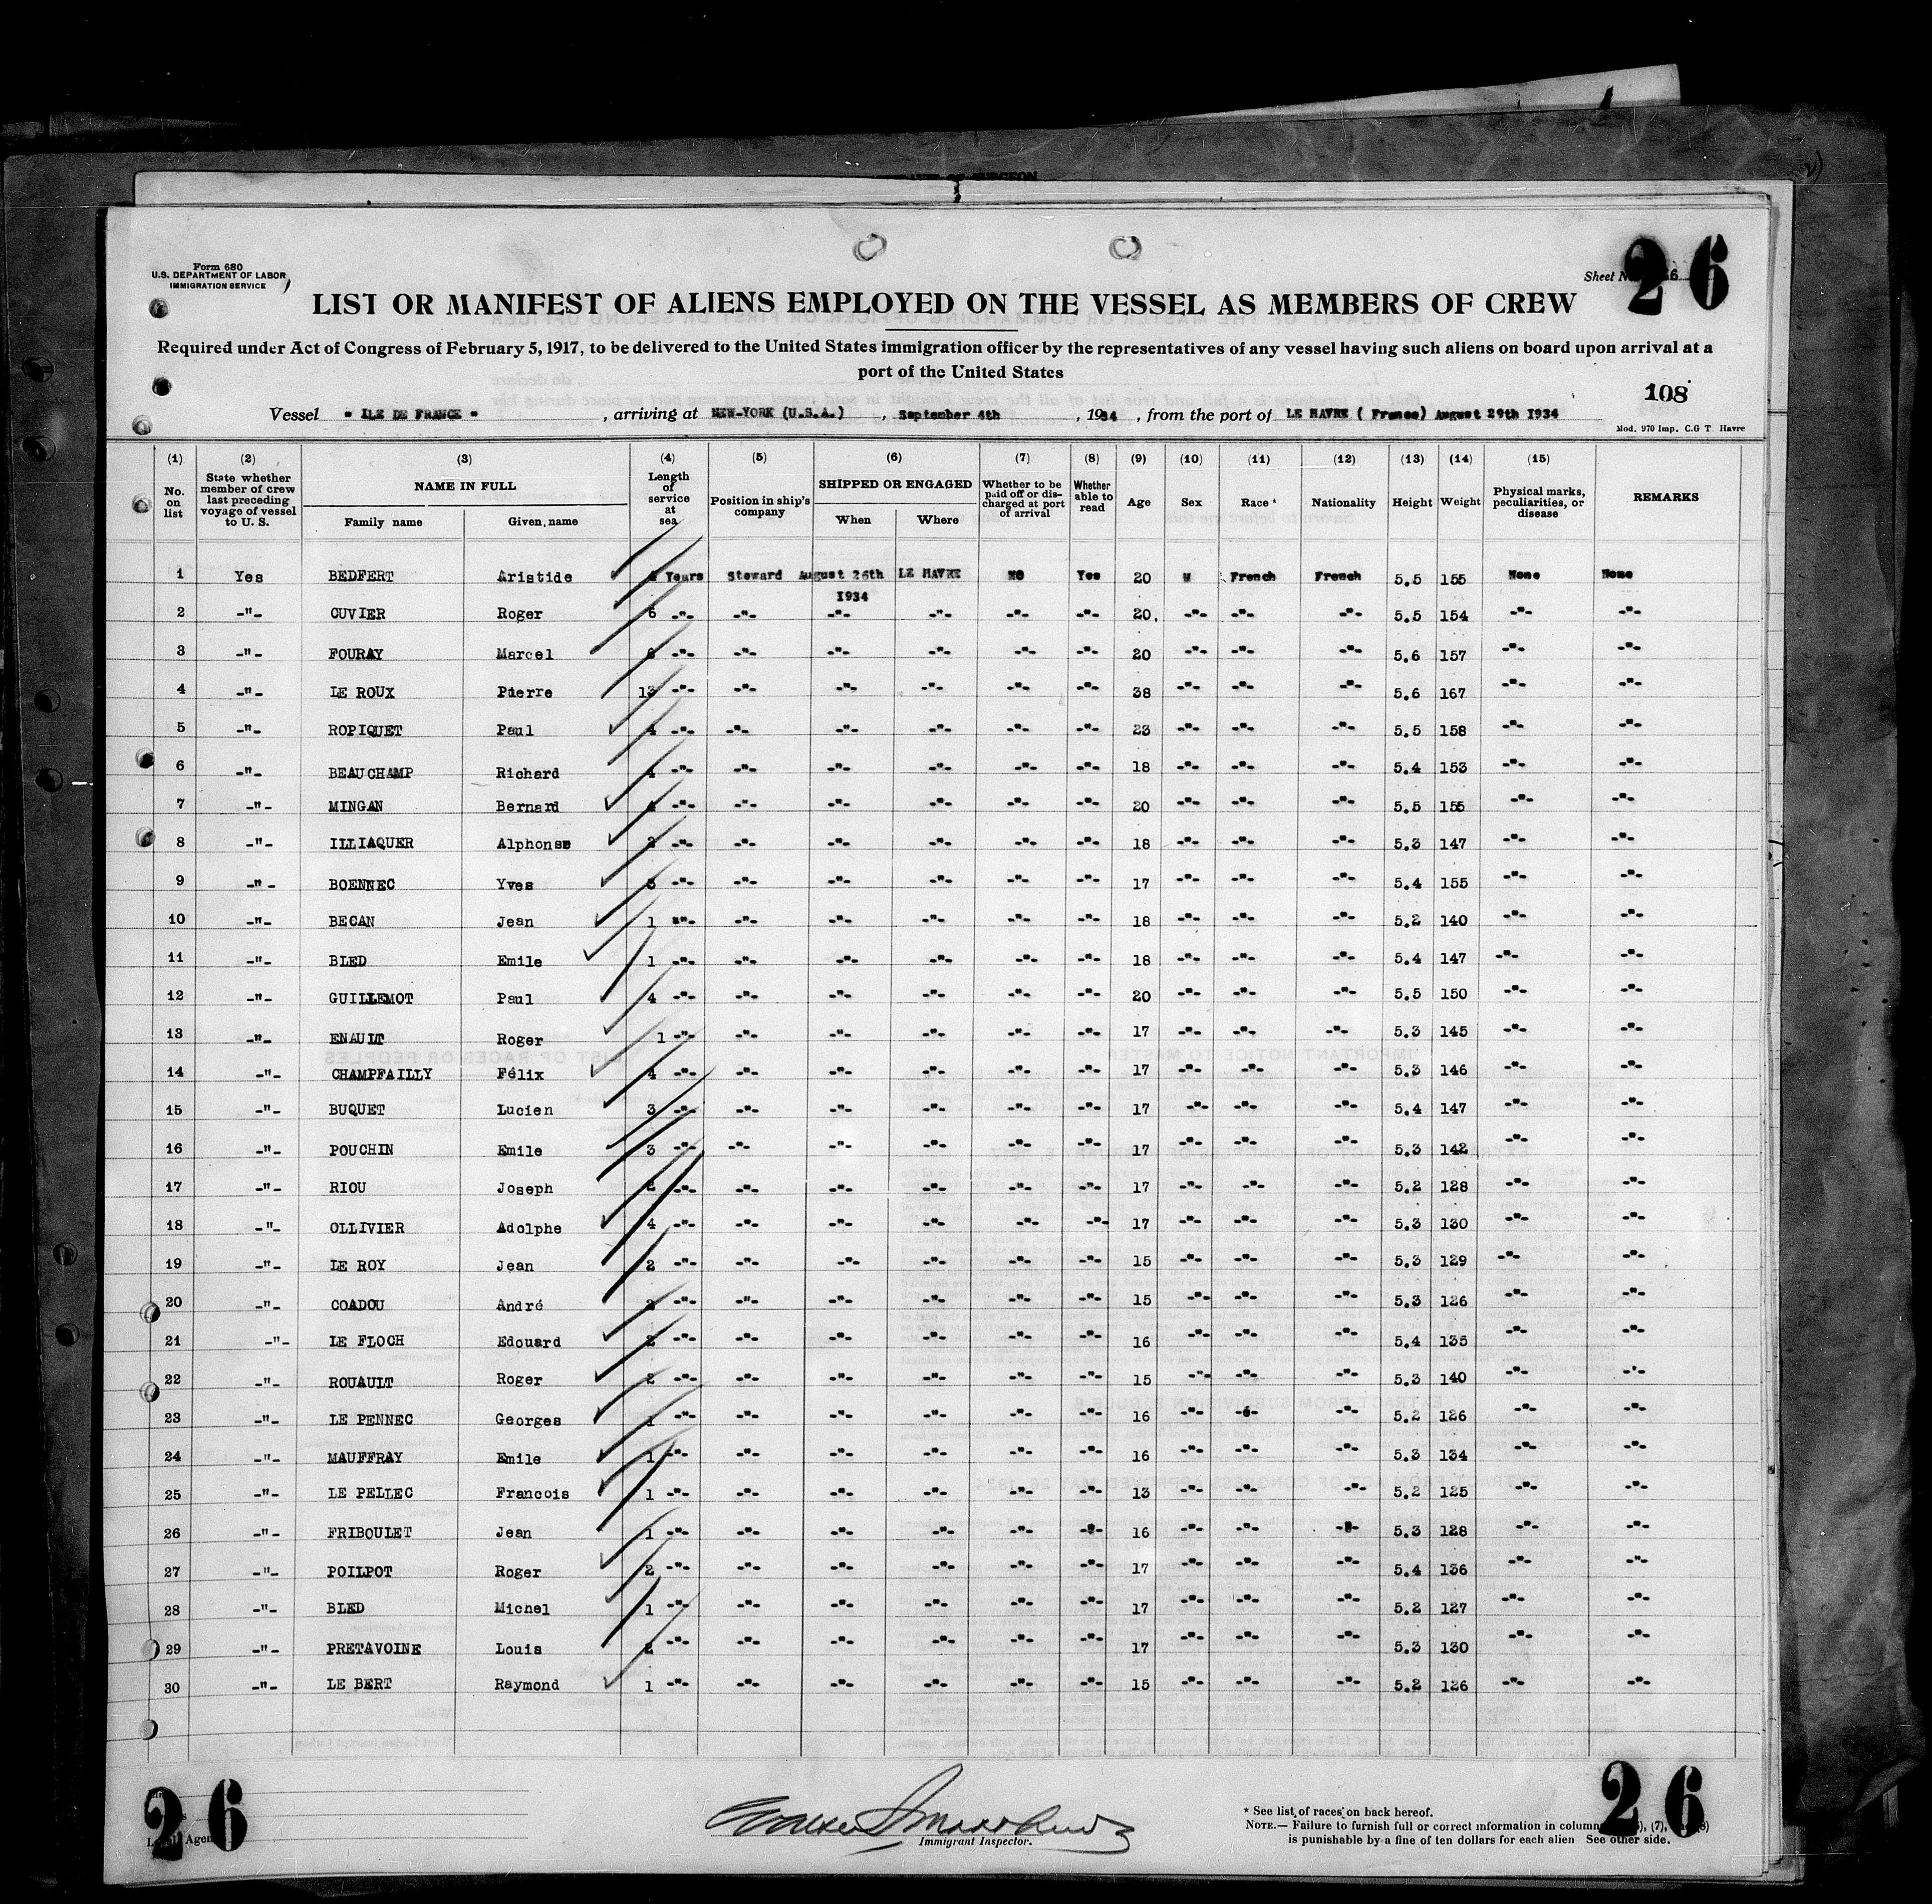 Form 680
U.S. DEPARTMENT OF LABOR
IMMIGRATION SERVICE
Sheet
26
LIST OR MANIFEST OF ALIENS EMPLOYED ON THE VESSEL AS MEMBERS OF CREW
Required under Act of Congress of February 5, 1917, to be delivered to the United States immigration officer by the representatives of any vessel having such aliens on board upon arrival at a
port of the United States
108
Vessel " ILE DE FRANCE " , arriving at NEW-YORK (U.S.A.) , September 4th , 1934 , from the port of LE HAVRE ( France) August 29th 1934
Mod. 970 Imp. C.G T Havre
(1) (2) (3) (4) (5) (6) (7) (8) (9) (10) (11) (12) (13) (14) (15)
No. on list State whether member of crew last preceding voyage of vessel to U. S. NAME IN FULL Family name Given name Length of service at sea Position in ship's company SHIPPED OR ENGAGED When Where Whether to be paid off or discharged at port of arrival Whether able to read Age Sex Race * Nationality Height Weight Physical marks, peculiarities, or disease REMARKS
1 Yes BEDFERT Aristide Years Steward August 26th 1934 LE HAVRE NO Yes 20 M French French 5.5 155 None None
2 -"- CUVIER Roger 6 -"- -"- -"- -"- -"- -"- 20. -"- -"- -"- 5.5 154 -"- -"-
3 -"- FOURAY Marcel -"- -"- -"- -"- -"- -"- 20 -"- -"- -"- 5.6 157 -"- -"-
4 -"- LE ROUX Pierre 13 -"- -"- -"- -"- -"- -"- 38 -"- -"- -"- 5.6 167 -"- -"-
5 -"- ROPIQUET Paul 4 -"- -"- -"- -"- -"- -"- 23 -"- -"- -"- 5.5 158 -"- -"-
6 -"- BEAUCHAMP Richard 4 -"- -"- -"- -"- -"- -"- 18 -"- -"- -"- 5.4 153 -"- -"-
7 -"- MINGAN Bernard 4 -"- -"- -"- -"- -"- -"- 20 -"- -"- -"- 5.5 155 -"- -"-
8 -"- ILLIAQUER Alphonse 2 -"- -"- -"- -"- -"- -"- 18 -"- -"- -"- 5.3 147 -"- -"-
9 -"- BOENNEC Yves 3 -"- -"- -"- -"- -"- -"- 17 -"- -"- -"- 5.4 155 -"- -"-
10 -"- BECAN Jean 1 -"- -"- -"- -"- -"- -"- 18 -"- -"- -"- 5.2 140 -"- -"-
11 -"- BLED Emile 1 -"- -"- -"- -"- -"- -"- 18 -"- -"- -"- 5.4 147 -"- -"-
12 -"- GUILLEMOT Paul 4 -"- -"- -"- -"- -"- -"- 20 -"- -"- -"- 5.5 150 -"- -"-
13 -"- ENAULT Roger 1 -"- -"- -"- -"- -"- -"- 17 -"- -"- -"- 5.3 145 -"- -"-
14 -"- CHAMPFAILLY Félix 4 -"- -"- -"- -"- -"- -"- 17 -"- -"- -"- 5.3 146 -"- -"-
15 -"- BUQUET Lucien 3 -"- -"- -"- -"- -"- -"- 17 -"- -"- -"- 5.4 147 -"- -"-
16 -"- POUCHIN Emile 3 -"- -"- -"- -"- -"- -"- 17 -"- -"- -"- 5.3 142 -"- -"-
17 -"- RIOU Joseph 2 -"- -"- -"- -"- -"- -"- 17 -"- -"- -"- 5.2 128 -"- -"-
18 -"- OLLIVIER Adolphe 4 -"- -"- -"- -"- -"- -"- 17 -"- -"- -"- 5.3 130 -"- -"-
19 -"- LE ROY Jean 2 -"- -"- -"- -"- -"- -"- 15 -"- -"- -"- 5.3 129 -"- -"-
20 -"- COADOU André 2 -"- -"- -"- -"- -"- -"- 15 -"- -"- -"- 5.3 126 -"- -"-
21 -"- LE FLOCH Edouard 2 -"- -"- -"- -"- -"- -"- 16 -"- -"- -"- 5.4 135 -"- -"-
22 -"- ROUAULT Roger 2 -"- -"- -"- -"- -"- -"- 15 -"- -"- -"- 5.3 140 -"- -"-
23 -"- LE PENNEC Georges 1 -"- -"- -"- -"- -"- -"- 16 -"- -"- -"- 5.2 126 -"- -"-
24 -"- MAUFFRAY Emile 1 -"- -"- -"- -"- -"- -"- 16 -"- -"- -"- 5.3 134 -"- -"-
25 -"- LE PELLEC Francois 1 -"- -"- -"- -"- -"- -"- 13 -"- -"- -"- 5.2 125 -"- -"-
26 -"- FRIBOULET Jean 1 -"- -"- -"- -"- -"- -"- 16 -"- -"- -"- 5.3 128 -"- -"-
27 -"- POILPOT Roger 2 -"- -"- -"- -"- -"- -"- 17 -"- -"- -"- 5.4 136 -"- -"-
28 -"- BLED Michel 1 -"- -"- -"- -"- -"- -"- 17 -"- -"- -"- 5.2 127 -"- -"-
29 -"- PRETAVOINE Louis 2 -"- -"- -"- -"- -"- -"- 17 -"- -"- -"- 5.3 130 -"- -"-
30 -"- LE BERT Raymond 1 -"- -"- -"- -"- -"- -"- 15 -"- -"- -"- 5.2 126 -"- -"-
26
Immigrant Inspector.
* See list of races on back hereof.
NOTE.— Failure to furnish full or correct information in column (7),
is punishable by a fine of ten dollars for each alien See other side.
26